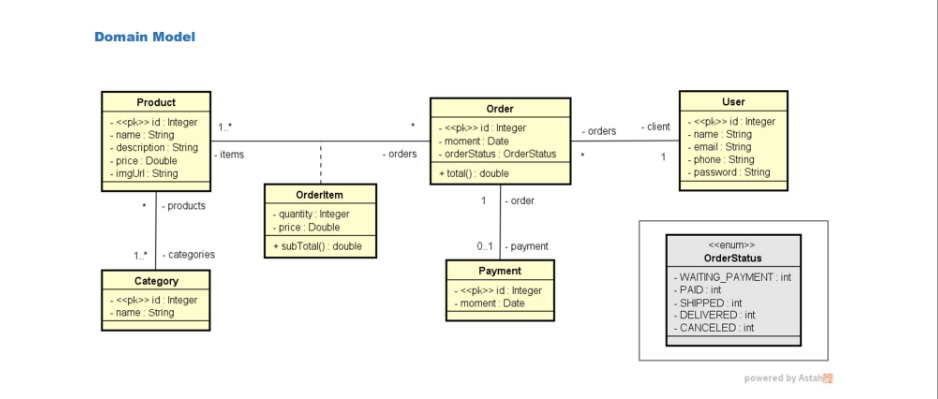 Domain Model
Product
- <<pk>> id : Integer
- name : String
- description : String
- price : Double
- imgUrl : String
1..*
- items
*
- orders
Order
- <<pk>> id : Integer
- moment : Date
- orderStatus : OrderStatus
+ total() : double
- orders
*
- client
1
User
- <<pk>> id : Integer
- name : String
- email : String
- phone : String
- password : String
OrderItem
- quantity : Integer
- price : Double
+ subTotal() : double
* - products
1..* - categories
Category
- <<pk>> id : Integer
- name : String
1 - order
0..1 - payment
Payment
- <<pk>> id : Integer
- moment : Date
<<enum>>
OrderStatus
- WAITING_PAYMENT : int
- PAID : int
- SHIPPED : int
- DELIVERED : int
- CANCELED : int
powered by Astah